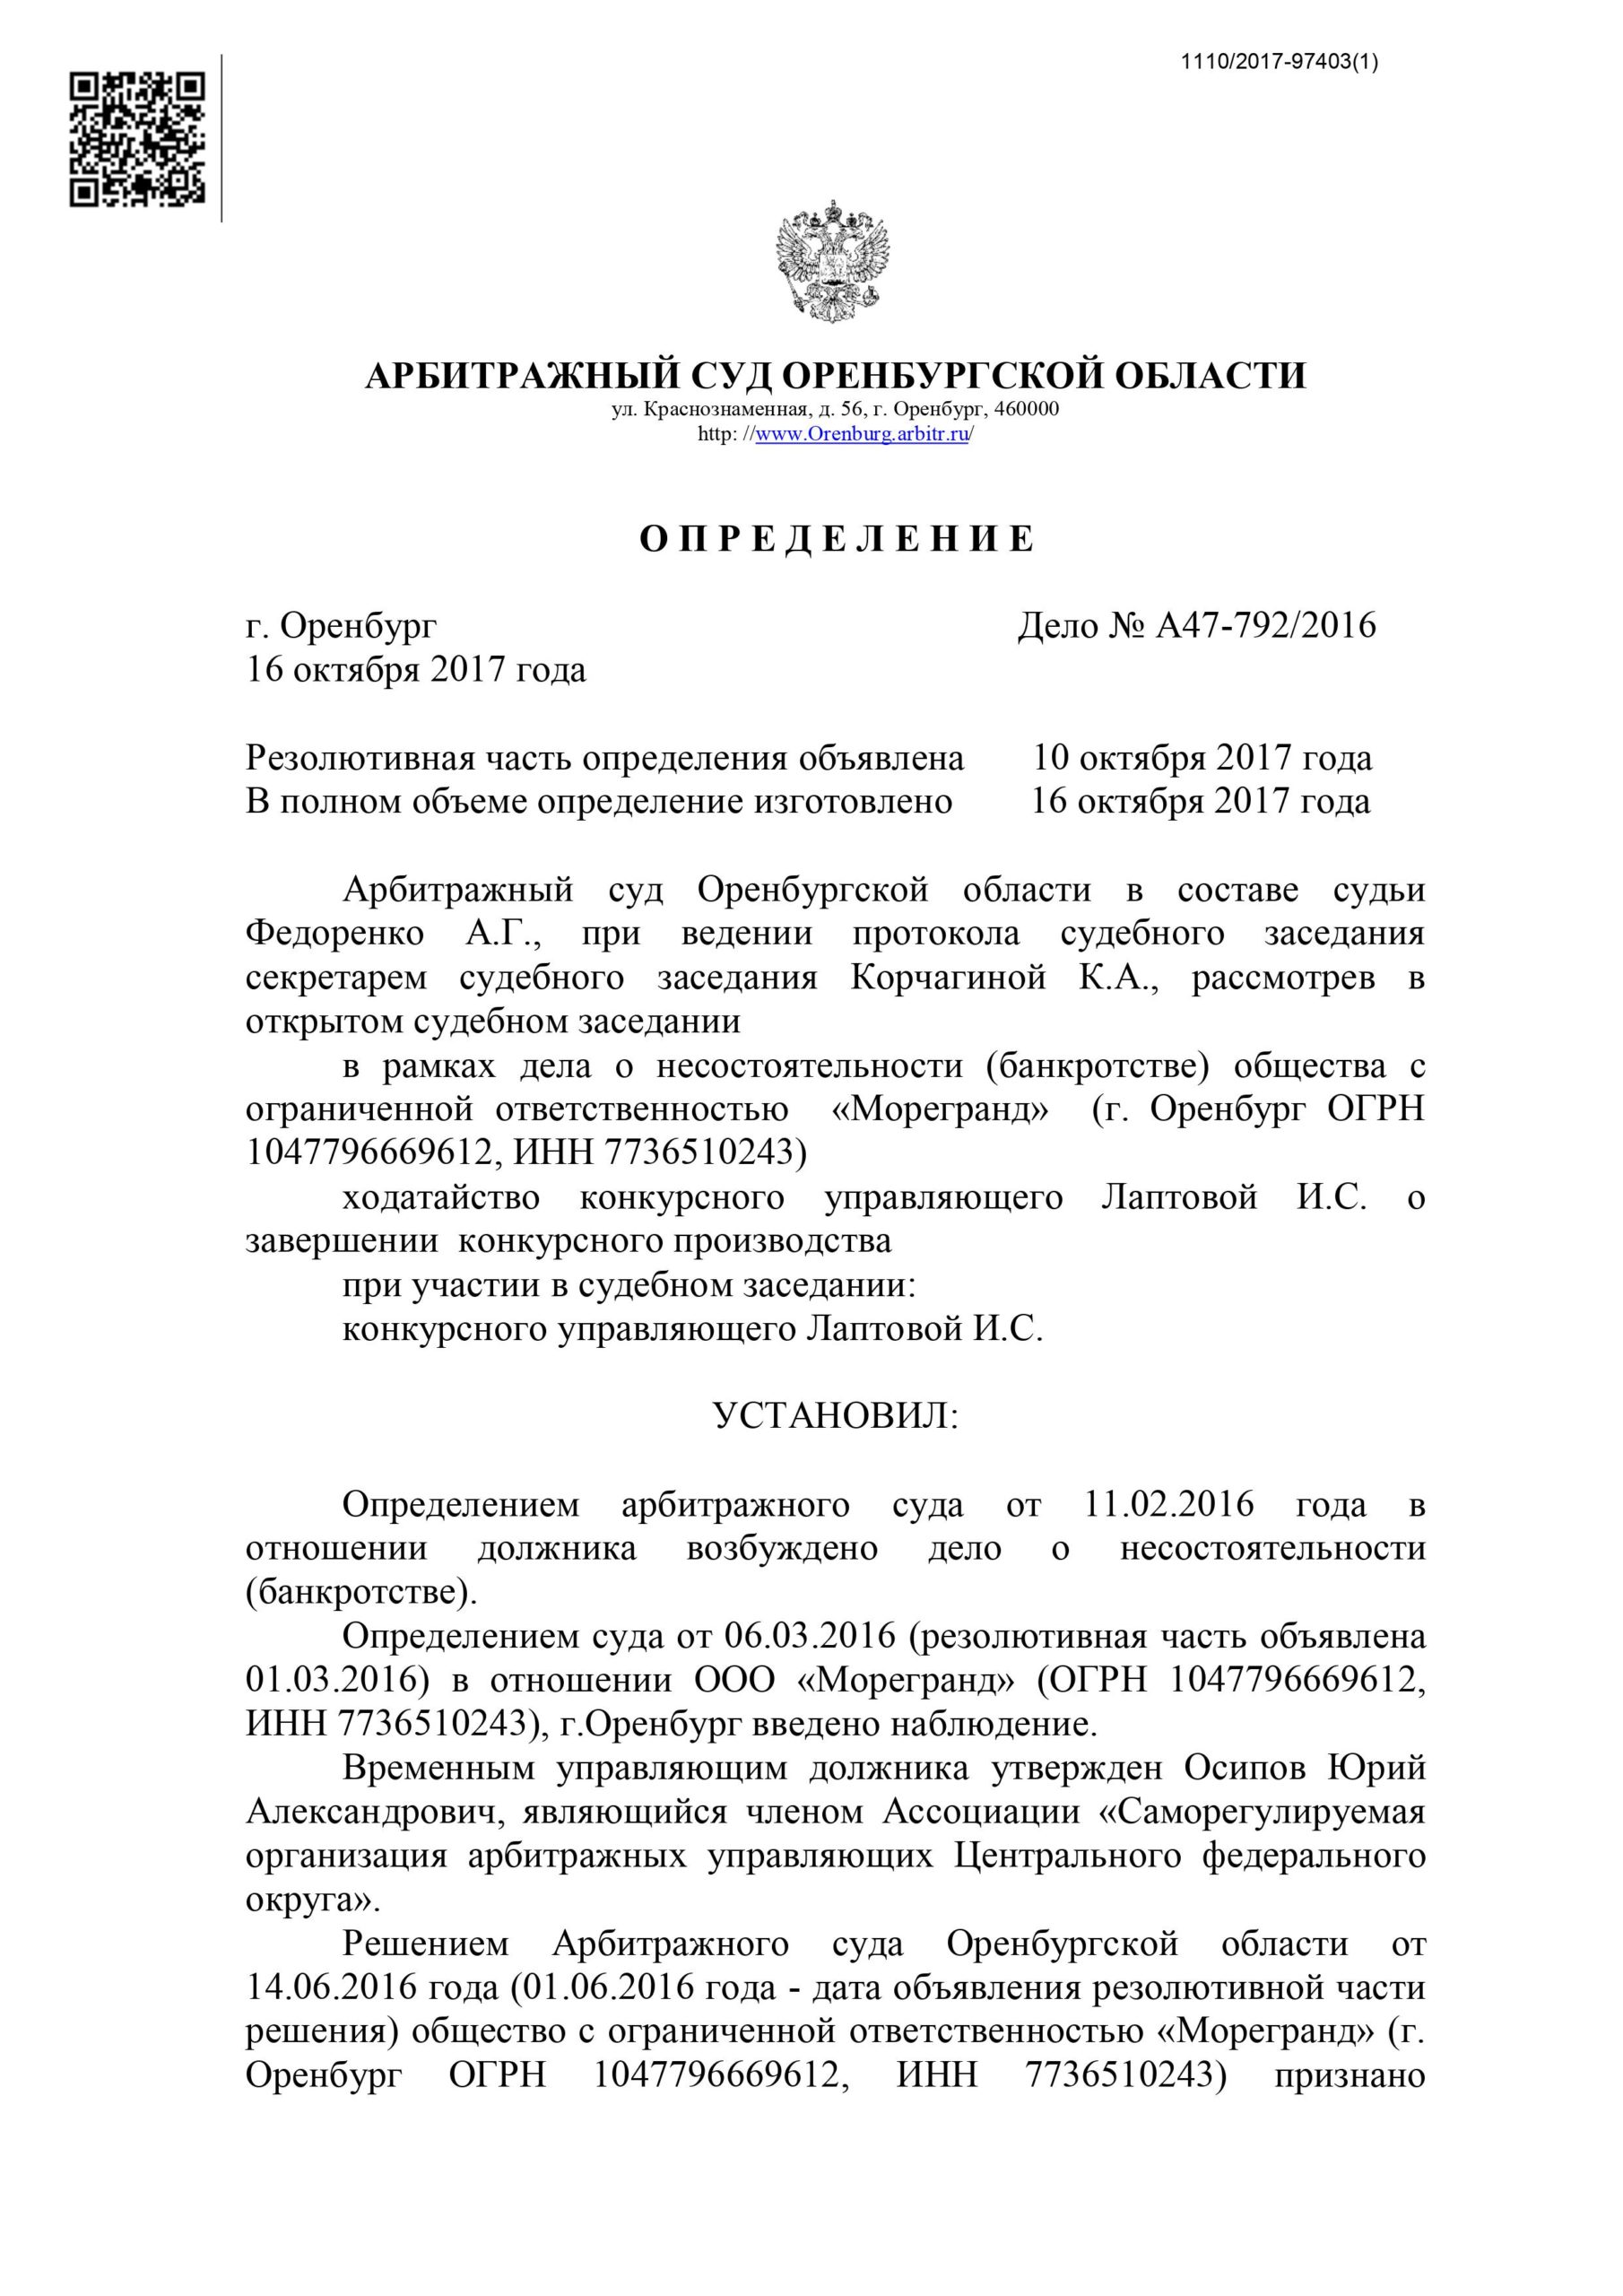 1110/2017-97403(1)
АРБИТРАЖНЫЙ СУД ОРЕНБУРГСКОЙ ОБЛАСТИ
ул. Краснознаменная, д. 56, г. Оренбург, 460000
http: //www.Orenburg.arbitr.ru/
О П Р Е Д Е Л Е Н И Е
г. Оренбург Дело № А47-792/2016
16 октября 2017 года
Резолютивная часть определения объявлена 10 октября 2017 года
В полном объеме определение изготовлено 16 октября 2017 года
Арбитражный суд Оренбургской области в составе судьи
Федоренко А.Г., при ведении протокола судебного заседания
секретарем судебного заседания Корчагиной К.А., рассмотрев в
открытом судебном заседании
в рамках дела о несостоятельности (банкротстве) общества с
ограниченной ответственностью «Морегранд» (г. Оренбург ОГРН
1047796669612, ИНН 7736510243)
ходатайство конкурсного управляющего Лаптовой И.С. о
завершении конкурсного производства
при участии в судебном заседании:
конкурсного управляющего Лаптовой И.С.
УСТАНОВИЛ:
Определением арбитражного суда от 11.02.2016 года в
отношении должника возбуждено дело о несостоятельности
(банкротстве).
Определением суда от 06.03.2016 (резолютивная часть объявлена
01.03.2016) в отношении ООО «Морегранд» (ОГРН 1047796669612,
ИНН 7736510243), г.Оренбург введено наблюдение.
Временным управляющим должника утвержден Осипов Юрий
Александрович, являющийся членом Ассоциации «Саморегулируемая
организация арбитражных управляющих Центрального федерального
округа».
Решением Арбитражного суда Оренбургской области от
14.06.2016 года (01.06.2016 года - дата объявления резолютивной части
решения) общество с ограниченной ответственностью «Морегранд» (г.
Оренбург ОГРН 1047796669612, ИНН 7736510243) признано